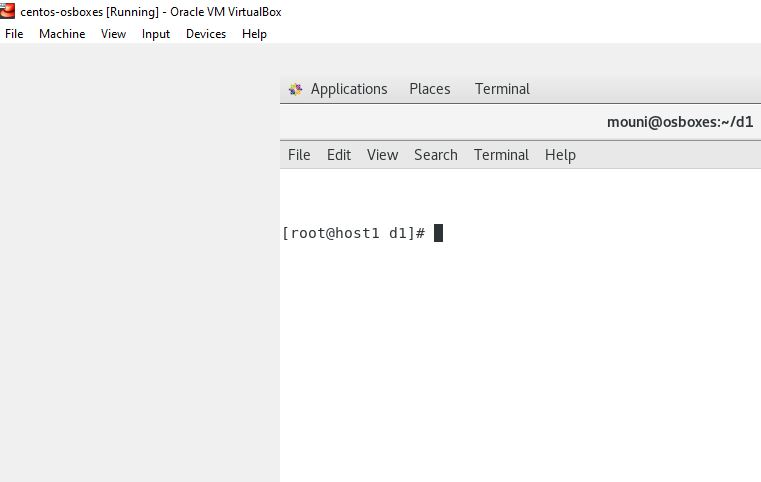 centos-osboxes [Running] - Oracle VM VirtualBox
File Machine View Input Devices Help
Applications Places Terminal
mouni@osboxes:~/d1
File Edit View Search Terminal Help
[root@host1 d1]#